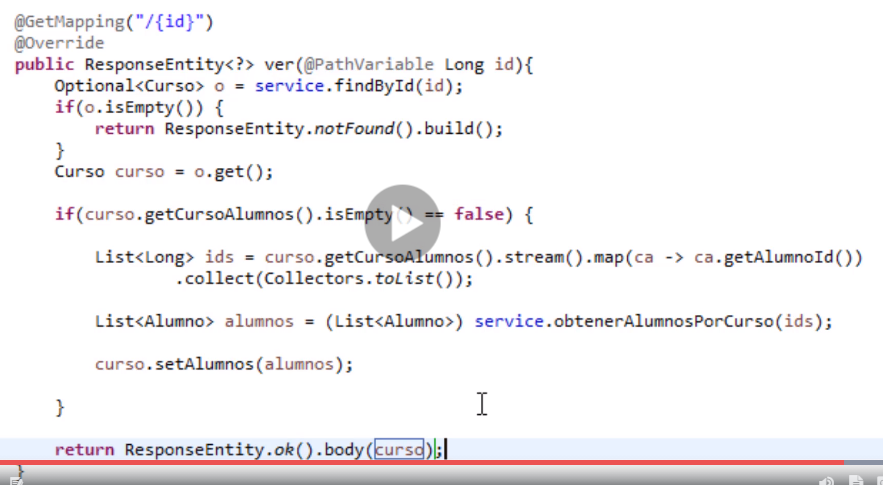 @GetMapping("/{id}")
@Override
public ResponseEntity<?> ver(@PathVariable Long id){
    Optional<Curso> o = service.findById(id);
    if(o.isEmpty()) {
        return ResponseEntity.notFound().build();
    }
    Curso curso = o.get();
    if(curso.getCursoAlumnos().isEmpty() == false) {
        List<Long> ids = curso.getCursoAlumnos().stream().map(ca -> ca.getAlumnoId())
                .collect(Collectors.toList());
        List<Alumno> alumnos = (List<Alumno>) service.obtenerAlumnosPorCurso(ids);
        curso.setAlumnos(alumnos);
    }
    return ResponseEntity.ok().body(curso);
}